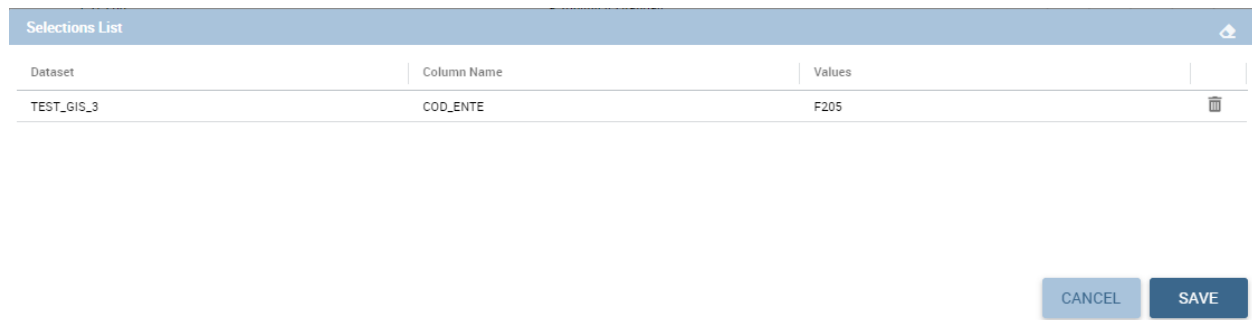 Selections List
Dataset Column Name Values
TEST_GIS_3 COD_ENTE F205
CANCEL SAVE